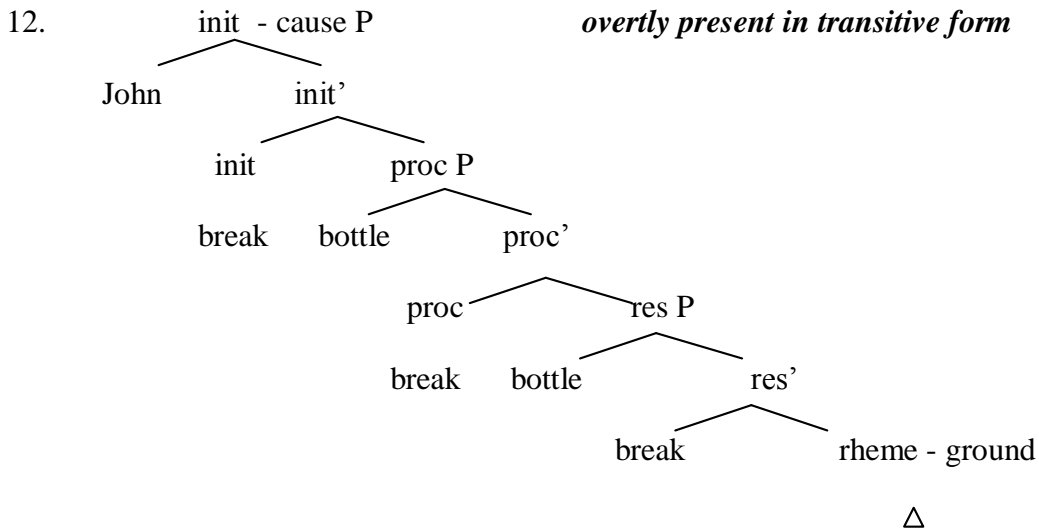 12. init - cause P overtly present in transitive form
John init’
init proc P
break bottle proc’
proc res P
break bottle res’
break rheme - ground